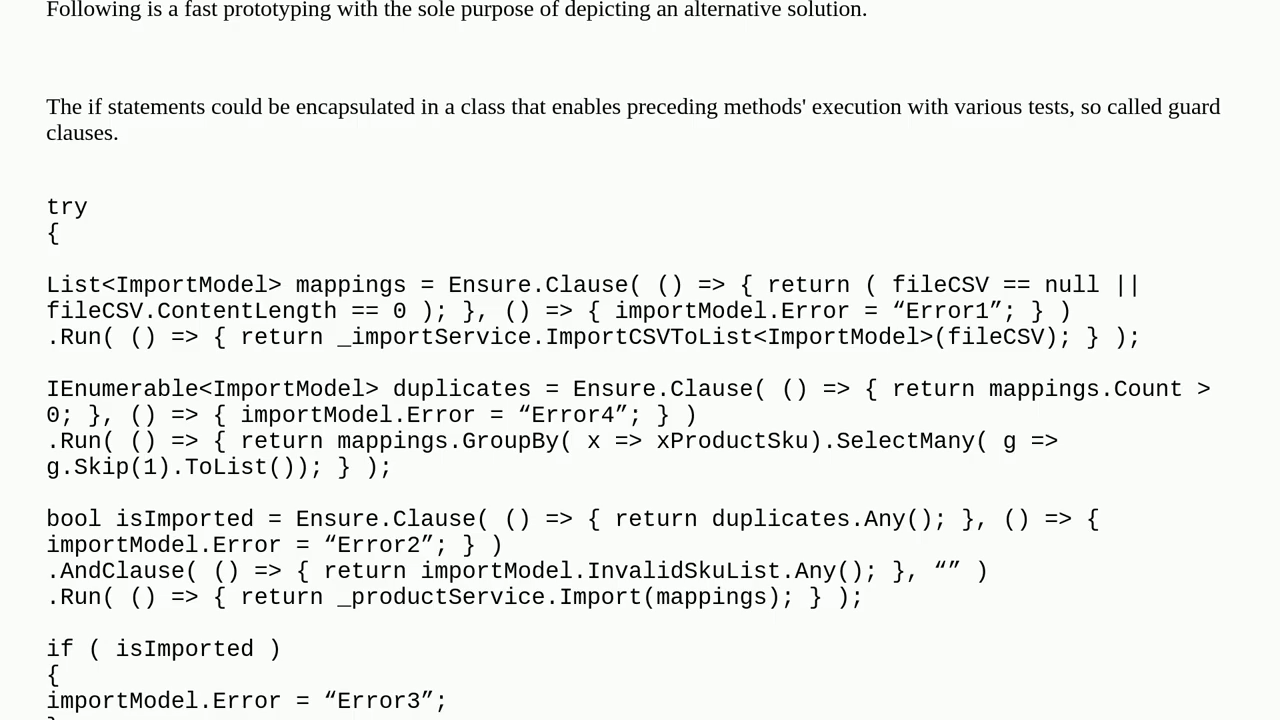 Following is a fast prototyping with the sole purpose of depicting an alternative solution.
The if statements could be encapsulated in a class that enables preceding methods' execution with various tests, so called guard
clauses.
try
{
List<ImportModel> mappings = Ensure.Clause( () => { return ( fileCSV == null ||
fileCSV.ContentLength == 0 ); }, () => { importModel.Error = “Error1”; } )
.Run( () => { return _importService.ImportCSVToList<ImportModel>(fileCSV); } );
IEnumerable<ImportModel> duplicates = Ensure.Clause( () => { return mappings.Count >
0; }, () => { importModel.Error = “Error4”; } )
.Run( () => { return mappings.GroupBy( x => xProductSku).SelectMany( g =>
g.Skip(1).ToList()); } );
bool isImported = Ensure.Clause( () => { return duplicates.Any(); }, () => {
importModel.Error = “Error2”; } )
.AndClause( () => { return importModel.InvalidSkuList.Any(); }, “” )
.Run( () => { return _productService.Import(mappings); } );
if ( isImported )
{
importModel.Error = “Error3”;